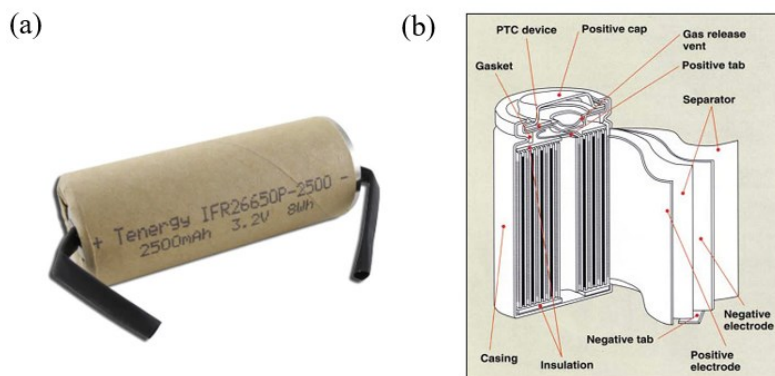 (a)
+ Tenergy IFR26650P-2500 -
2500mAh 3.2V 8Wh
(b)
PTC device
Positive cap
Gas release
vent
Gasket
Positive tab
Separator
Negative
electrode
Negative tab
Positive
electrode
Casing
Insulation